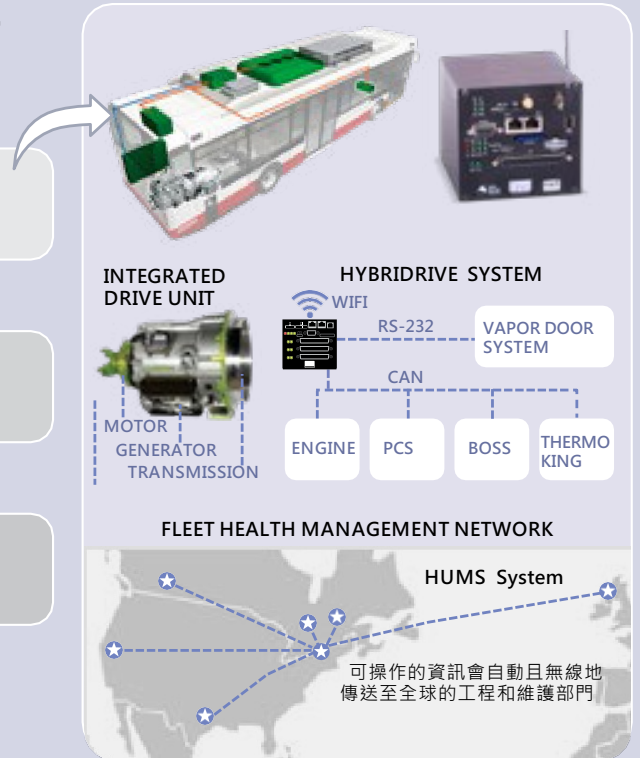 INTEGRATED
DRIVE UNIT
MOTOR
GENERATOR
TRANSMISSION
HYBRIDRIVE SYSTEM
WIFI
RS-232
VAPOR DOOR
SYSTEM
CAN
ENGINE
PCS
BOSS
THERMO
KING
FLEET HEALTH MANAGEMENT NETWORK
HUMS System
可操作的資訊會自動且無線地
傳送至全球的工程和維護部門